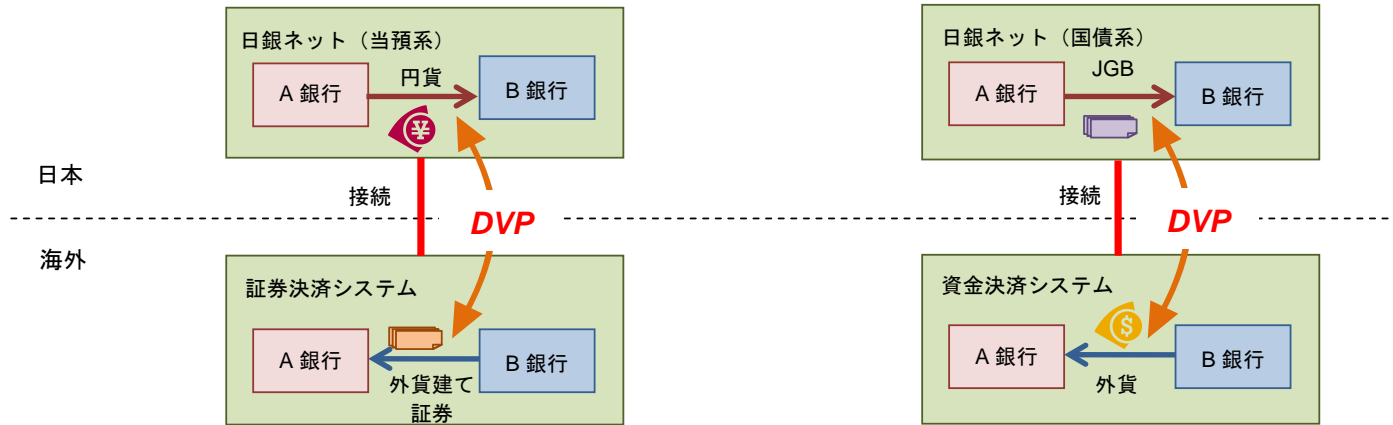 日銀ネット（当預系）
A 銀行
円貨
B 銀行
¥
日銀ネット（国債系）
A 銀行
JGB
B 銀行
日本
接続
DVP
接続
DVP
海外
証券決済システム
A 銀行
B 銀行
外貨建て
証券
資金決済システム
$
A 銀行
B 銀行
外貨